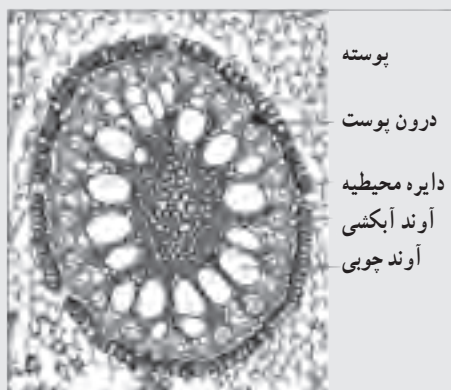 پوسته
درون پوست
دایره محیطیه
آوند آبکشی
آوند چوبی